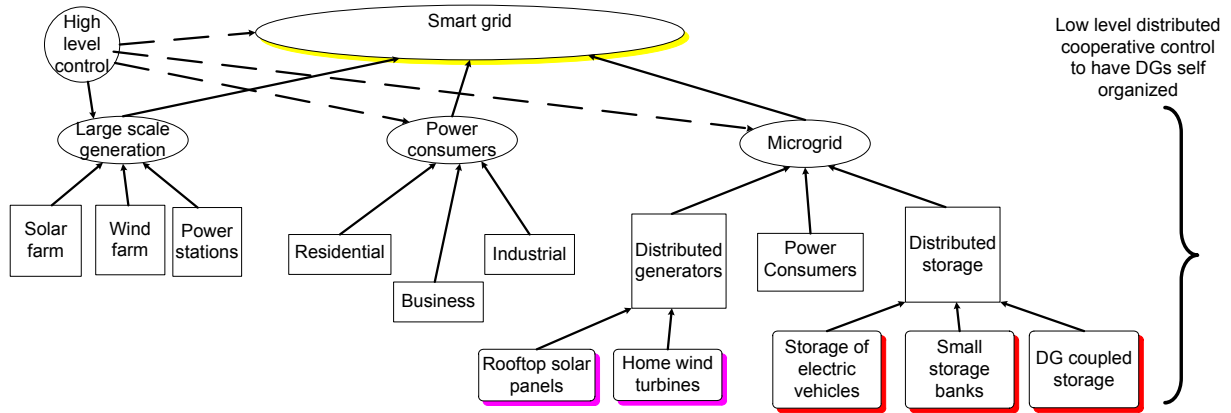 High
level
control
Smart grid
Low level distributed
cooperative control
to have DGs self
organized
Large scale
generation
Power
consumers
Microgrid
Solar
farm
Wind
farm
Power
stations
Residential
Business
Industrial
Distributed
generators
Power
Consumers
Distributed
storage
Rooftop solar
panels
Home wind
turbines
Storage of
electric
vehicles
Small
storage
banks
DG coupled
storage